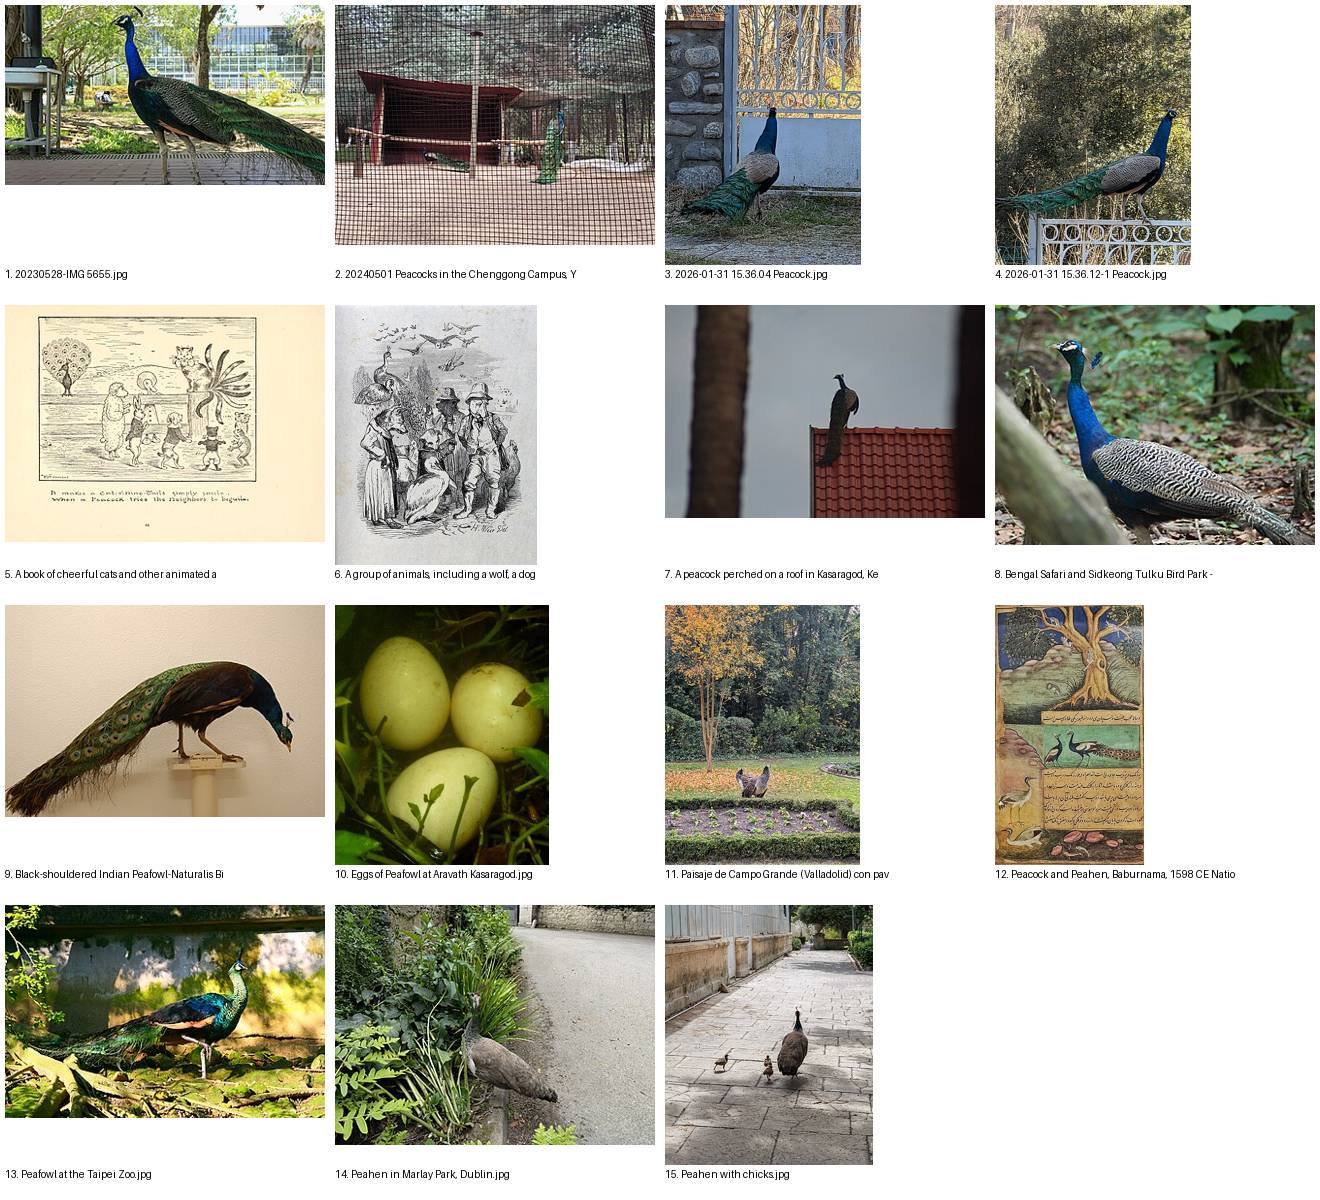 1. 20230528-IMG 5655.jpg
2. 20240501 Peacocks in the Chenggong Campus, Y
3. 2026-01-31 15.36.04 Peacock.jpg
4. 2026-01-31 15.36.12-1 Peacock.jpg
It makes a Cat-o'-nine-Tails simply smile,
When a Peacock tries the Neighbors to beguile.
5. A book of cheerful cats and other animated a
6. A group of animals, including a wolf, a dog
7. A peacock perched on a roof in Kasaragod, Ke
8. Bengal Safari and Sidkeong Tulku Bird Park -
9. Black-shouldered Indian Peafowl-Naturalis Bi
10. Eggs of Peafowl at Aravath Kasaragod.jpg
11. Paisaje de Campo Grande (Valladolid) con pav
12. Peacock and Peahen, Baburnama, 1598 CE Natio
13. Peafowl at the Taipei Zoo.jpg
14. Peahen in Marlay Park, Dublin.jpg
15. Peahen with chicks.jpg